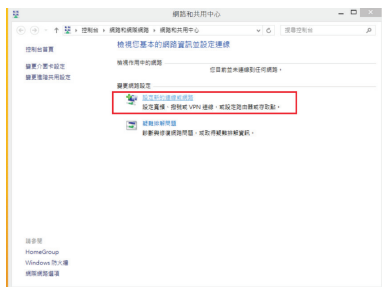 網路和共用中心
控制台 › 網路和網際網路 › 網路和共用中心
搜尋控制台
控制台首頁
變更介面卡設定
變更進階共用設定
檢視您基本的網路資訊並設定連線
檢視作用中的網路
您目前並未連線到任何網路。
變更網路設定
設定新的連線或網路
設定寬頻、撥號或 VPN 連線，或設定路由器或存取點。
疑難排解問題
診斷與修復網路問題，或取得疑難排解資訊。
請參閱
HomeGroup
Windows 防火牆
網際網路選項